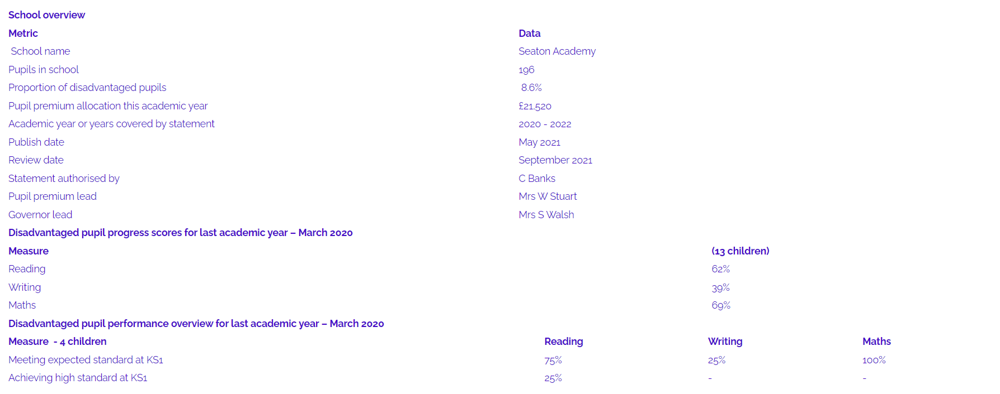 School overview
Metric Data
School name Seaton Academy
Pupils in school 196
Proportion of disadvantaged pupils 8.6%
Pupil premium allocation this academic year £21,520
Academic year or years covered by statement 2020 - 2022
Publish date May 2021
Review date September 2021
Statement authorised by C Banks
Pupil premium lead Mrs W Stuart
Governor lead Mrs S Walsh
Disadvantaged pupil progress scores for last academic year – March 2020
Measure (13 children)
Reading 62%
Writing 39%
Maths 69%
Disadvantaged pupil performance overview for last academic year – March 2020
Measure - 4 children Reading Writing Maths
Meeting expected standard at KS1 75% 25% 100%
Achieving high standard at KS1 25% - -